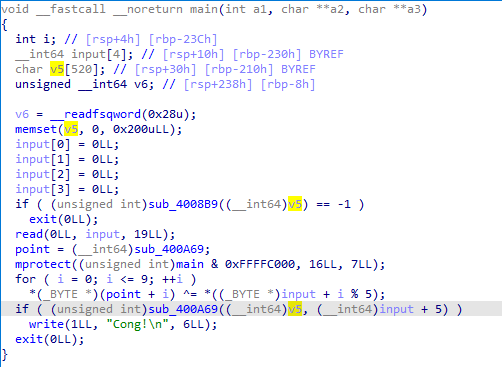 void __fastcall __noreturn main(int a1, char **a2, char **a3)
{
  int i; // [rsp+4h] [rbp-23Ch]
  __int64 input[4]; // [rsp+10h] [rbp-230h] BYREF
  char v5[520]; // [rsp+30h] [rbp-210h] BYREF
  unsigned __int64 v6; // [rsp+238h] [rbp-8h]

  v6 = __readfsqword(0x28u);
  memset(v5, 0, 0x200uLL);
  input[0] = 0LL;
  input[1] = 0LL;
  input[2] = 0LL;
  input[3] = 0LL;
  if ( (unsigned int)sub_4008B9((__int64)v5) == -1 )
    exit(0LL);
  read(0LL, input, 19LL);
  point = (__int64)sub_400A69;
  mprotect((unsigned int)main & 0xFFFFC000, 16LL, 7LL);
  for ( i = 0; i <= 9; ++i )
    *(_BYTE *)(point + i) ^= *((_BYTE *)input + i % 5);
  if ( (unsigned int)sub_400A69((__int64)v5, (__int64)input + 5) )
    write(1LL, "Cong!\n", 6LL);
  exit(0LL);
}